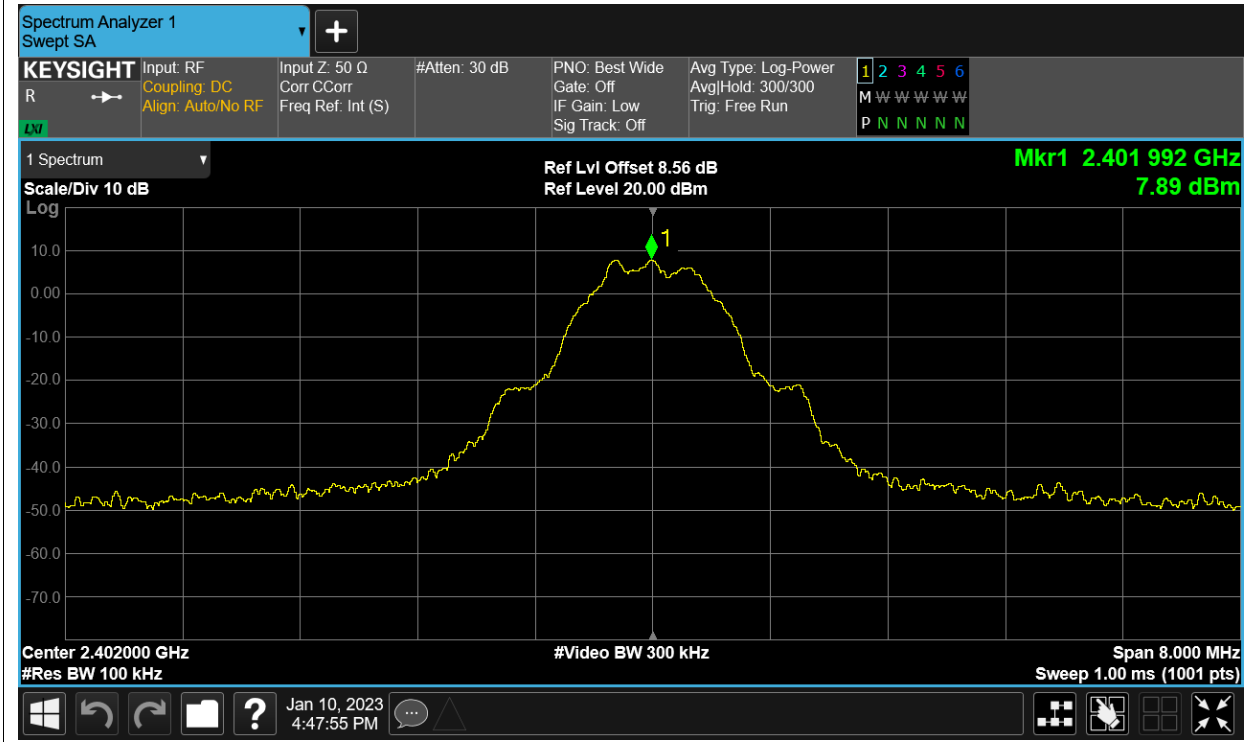 Spectrum Analyzer 1
Swept SA
KEYSIGHT
R
LXI
Input: RF
Coupling: DC
Align: Auto/No RF
Input Z: 50 Ω
Corr CCorr
Freq Ref: Int (S)
#Atten: 30 dB
PNO: Best Wide
Gate: Off
IF Gain: Low
Sig Track: Off
Avg Type: Log-Power
Avg|Hold: 300/300
Trig: Free Run
1 2 3 4 5 6
M W W W W W W
P N N N N N N
1 Spectrum
Scale/Div 10 dB
Log
Ref Lvl Offset 8.56 dB
Ref Level 20.00 dBm
Mkr1 2.401 992 GHz
7.89 dBm
1
10.0
0.00
-10.0
-20.0
-30.0
-40.0
-50.0
-60.0
-70.0
Center 2.402000 GHz
#Res BW 100 kHz
#Video BW 300 kHz
Span 8.000 MHz
Sweep 1.00 ms (1001 pts)
?
Jan 10, 2023
4:47:55 PM